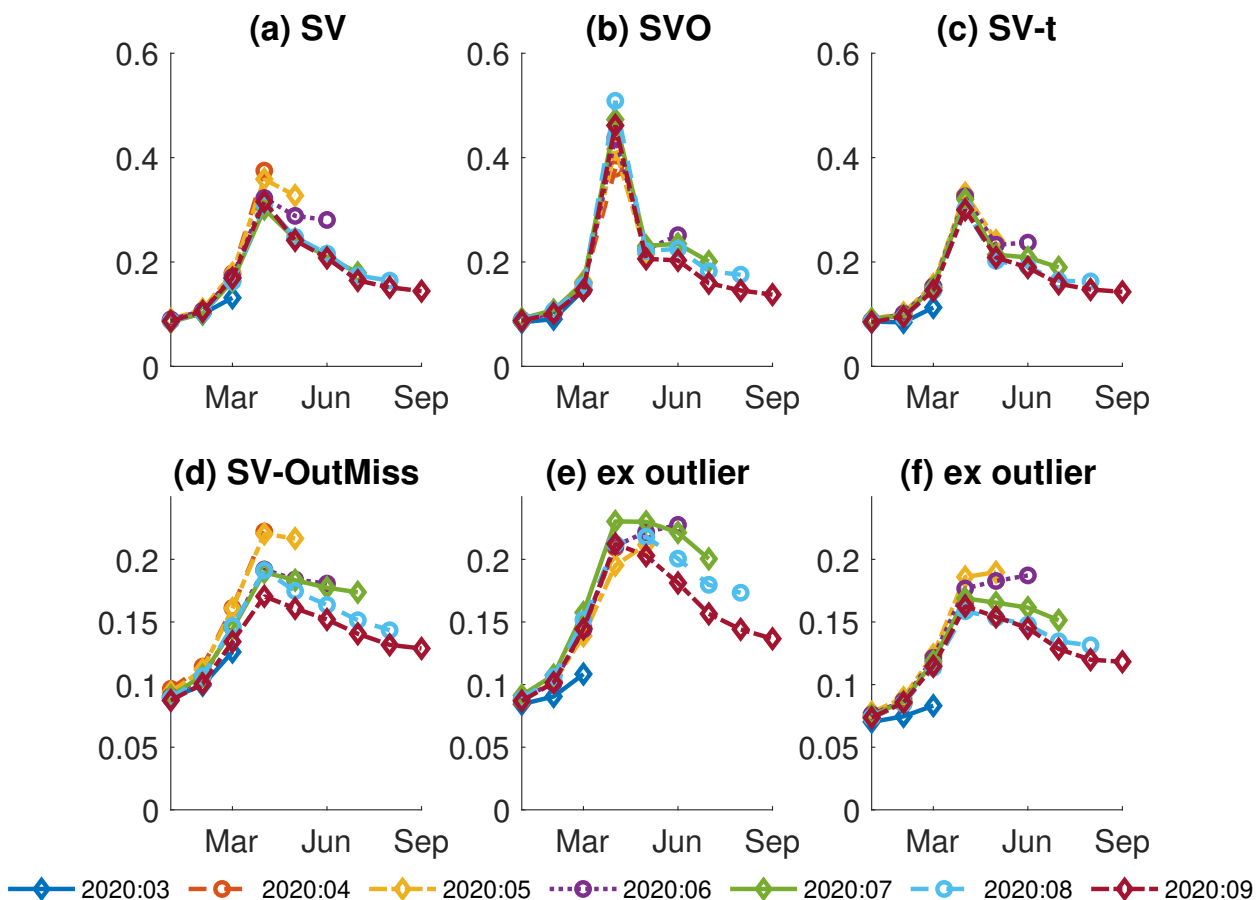 (a) SV
(b) SVO
(c) SV-t
0.6
0.4
0.2
0
Mar Jun Sep
0.6
0.4
0.2
0
Mar Jun Sep
0.6
0.4
0.2
0
Mar Jun Sep
(d) SV-OutMiss
(e) ex outlier
(f) ex outlier
0.2
0.15
0.1
0.05
0
Mar Jun Sep
0.2
0.15
0.1
0.05
0
Mar Jun Sep
0.2
0.15
0.1
0.05
0
Mar Jun Sep
2020:03 2020:04 2020:05 2020:06 2020:07 2020:08 2020:09